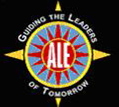 GUIDING THE LEADERS
ALE
OF TOMORROW